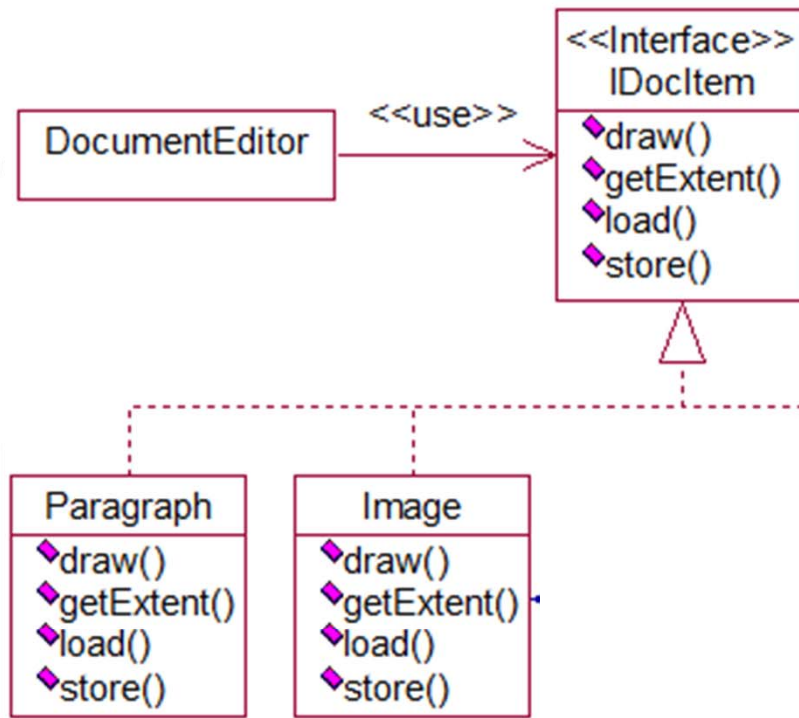 <<Interface>>
IDocItem
draw()
getExtent()
load()
store()
DocumentEditor
<<use>>
Paragraph
draw()
getExtent()
load()
store()
Image
draw()
getExtent()
load()
store()